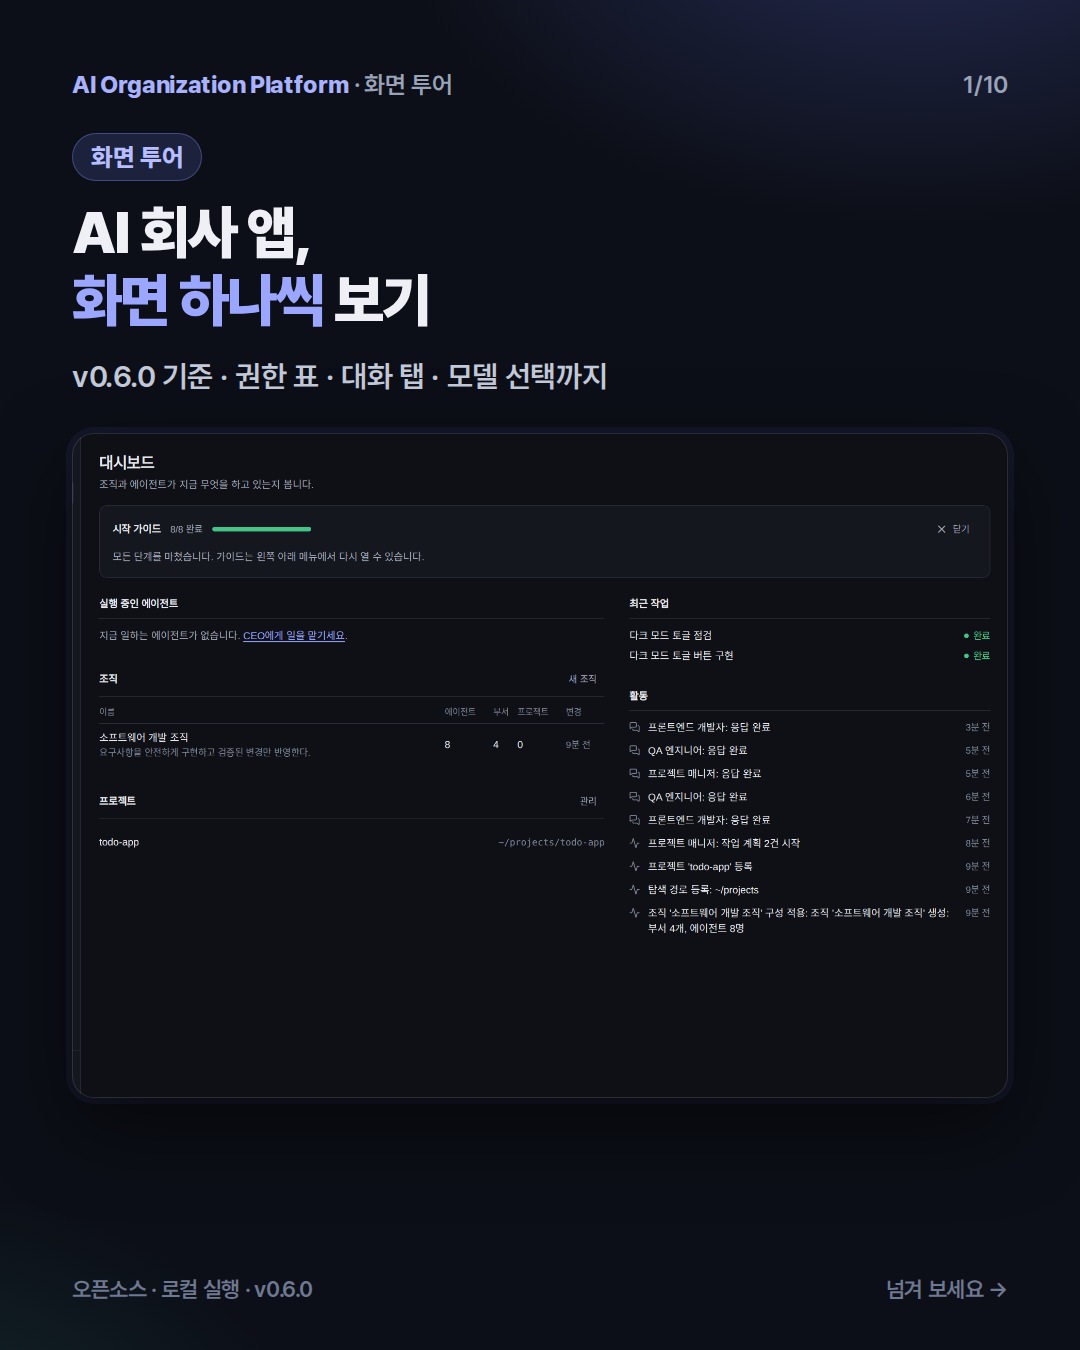 AI Organization Platform · 화면 투어
1/10
화면 투어
AI 회사 앱,
화면 하나씩 보기
v0.6.0 기준 · 권한 표 · 대화 탭 · 모델 선택까지
대시보드
조직과 에이전트가 지금 무엇을 하고 있는지 봅니다.
시작 가이드 8/8 완료
× 닫기
모든 단계를 마쳤습니다. 가이드는 왼쪽 아래 메뉴에서 다시 열 수 있습니다.
실행 중인 에이전트
지금 일하는 에이전트가 없습니다. CEO에게 일을 맡기세요.
조직 새 조직
이름 에이전트 부서 프로젝트 변경
소프트웨어 개발 조직 8 4 0 9분 전
요구사항을 안전하게 구현하고 검증된 변경만 반영한다.
프로젝트 관리
todo-app ~/projects/todo-app
최근 작업
다크 모드 토글 점검 완료
다크 모드 토글 버튼 구현 완료
활동
프론트엔드 개발자: 응답 완료 3분 전
QA 엔지니어: 응답 완료 5분 전
프로젝트 매니저: 응답 완료 5분 전
QA 엔지니어: 응답 완료 6분 전
프론트엔드 개발자: 응답 완료 7분 전
프로젝트 매니저: 작업 계획 2건 시작 8분 전
프로젝트 'todo-app' 등록 9분 전
탐색 경로 등록: ~/projects 9분 전
조직 '소프트웨어 개발 조직' 구성 적용: 조직 '소프트웨어 개발 조직' 생성: 9분 전
부서 4개, 에이전트 8명
오픈소스 · 로컬 실행 · v0.6.0
넘겨 보세요 →